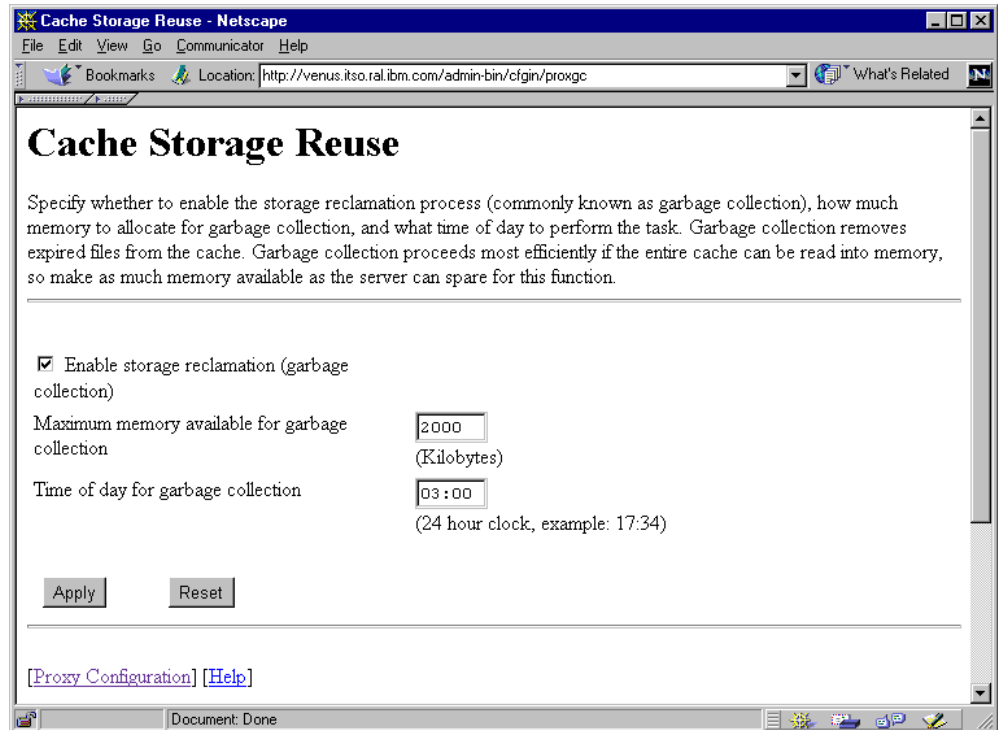 Cache Storage Reuse - Netscape
File Edit View Go Communicator Help
Bookmarks Location: http://venus.itso.ral.ibm.com/admin-bin/cfgin/proxgc What's Related N
Cache Storage Reuse
Specify whether to enable the storage reclamation process (commonly known as garbage collection), how much
memory to allocate for garbage collection, and what time of day to perform the task. Garbage collection removes
expired files from the cache. Garbage collection proceeds most efficiently if the entire cache can be read into memory,
so make as much memory available as the server can spare for this function.
Enable storage reclamation (garbage
collection)
Maximum memory available for garbage
collection
2000
(Kilobytes)
Time of day for garbage collection
03:00
(24 hour clock, example: 17:34)
Apply Reset
[Proxy Configuration] [Help]
Document: Done